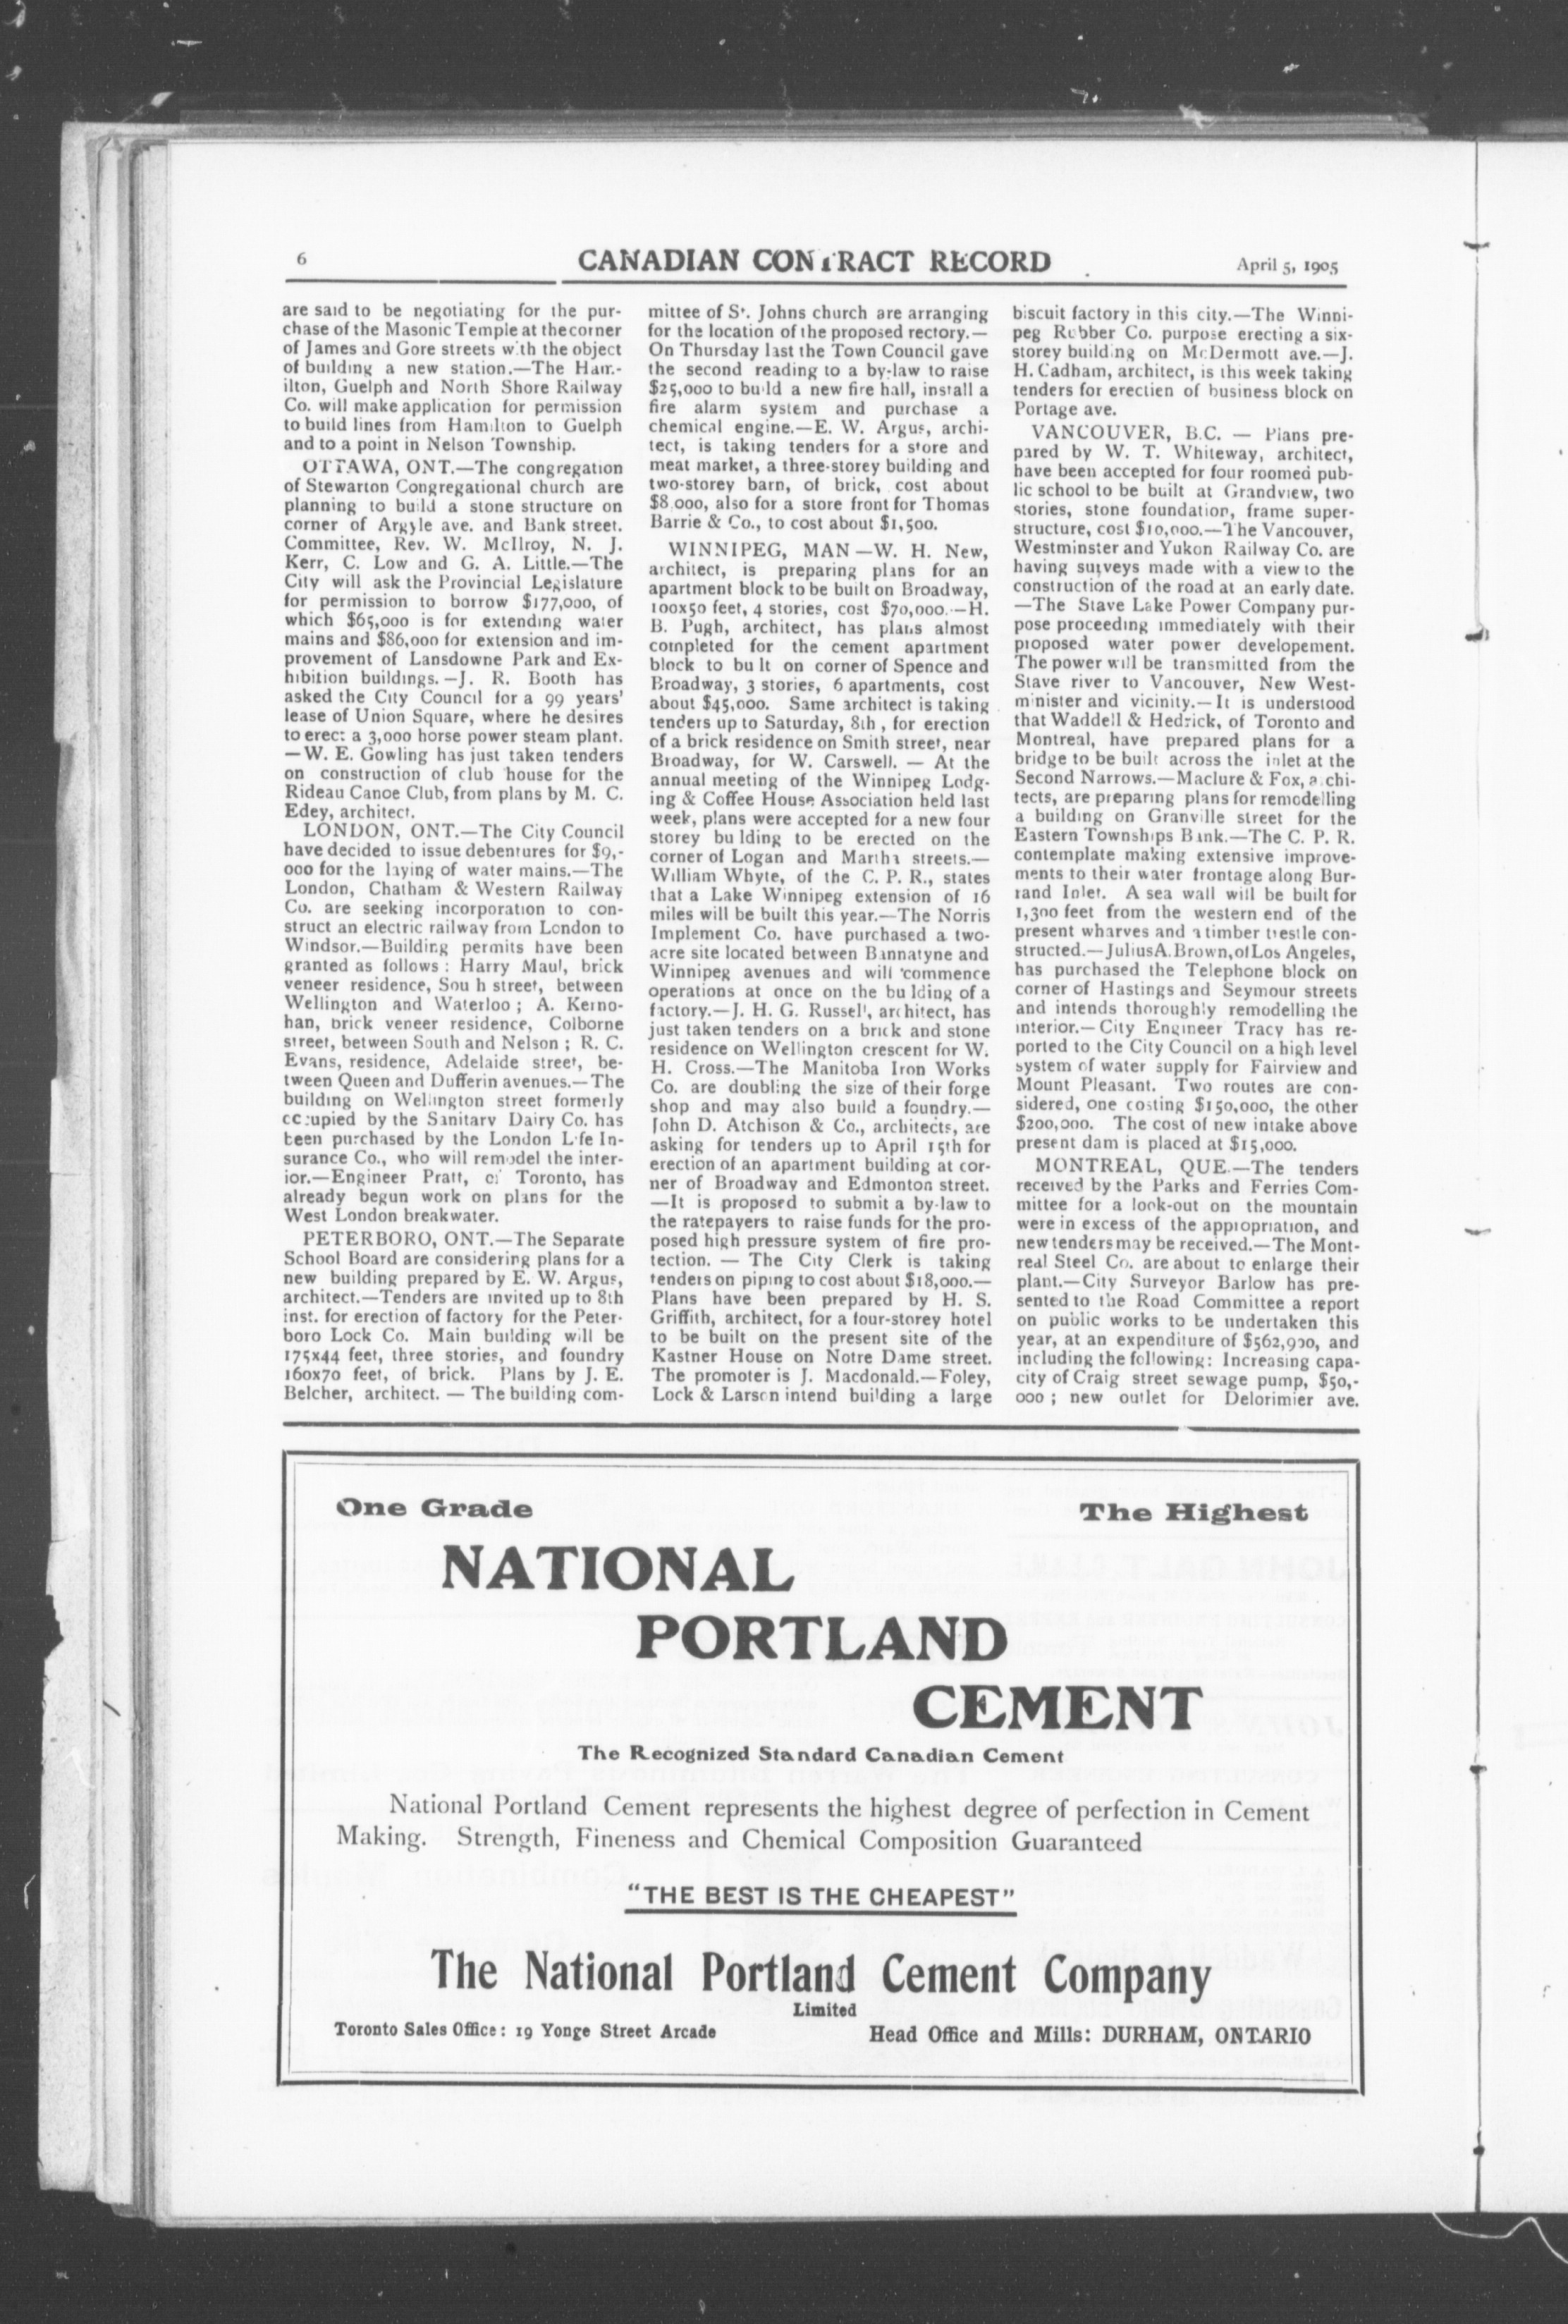 6
CANADIAN CONTRACT RECORD
April 5, 1905
are said to be negotiating for the pur-
chase of the Masonic Temple at the corner
of James and Gore streets with the object
of building a new station.—The Ham-
ilton, Guelph and North Shore Railway
Co. will make application for permission
to build lines from Hamilton to Guelph
and to a point in Nelson Township.
OTTAWA, ONT.—The congregation
of Stewarton Congregational church are
planning to build a stone structure on
corner of Argyle ave. and Bank street.
Committee, Rev. W. McIlroy, N. J.
Kerr, C. Low and G. A. Little.—The
City will ask the Provincial Legislature
for permission to borrow $177,000, of
which $65,000 is for extending water
mains and $86,000 for extension and im-
provement of Lansdowne Park and Ex-
hibition buildings.—J. R. Booth has
asked the City Council for a 99 years'
lease of Union Square, where he desires
to erect a 3,000 horse power steam plant.
—W. E. Gowling has just taken tenders
on construction of club house for the
Rideau Canoe Club, from plans by M. C.
Edey, architect.
LONDON, ONT.—The City Council
have decided to issue debentures for $9,-
000 for the laying of water mains.—The
London, Chatham & Western Railway
Co. are seeking incorporation to con-
struct an electric railway from London to
Windsor.—Building permits have been
granted as follows : Harry Maul, brick
veneer residence, Sou h street, between
Wellington and Waterloo ; A. Kerno-
han, brick veneer residence, Colborne
street, between South and Nelson ; R. C.
Evans, residence, Adelaide street, be-
tween Queen and Dufferin avenues.—The
building on Wellington street formerly
occupied by the Sanitary Dairy Co. has
been purchased by the London Life In-
surance Co., who will remodel the inter-
ior.—Engineer Pratt, of Toronto, has
already begun work on plans for the
West London breakwater.
PETERBORO, ONT.—The Separate
School Board are considering plans for a
new building prepared by E. W. Argus,
architect.—Tenders are invited up to 8th
inst. for erection of factory for the Peter-
boro Lock Co. Main building will be
175x44 feet, three stories, and foundry
160x70 feet, of brick. Plans by J. E.
Belcher, architect. — The building com-
mittee of St. Johns church are arranging
for the location of the proposed rectory.—
On Thursday last the Town Council gave
the second reading to a by-law to raise
$25,000 to build a new fire hall, install a
fire alarm system and purchase a
chemical engine.—E. W. Argus, archi-
tect, is taking tenders for a store and
meat market, a three-storey building and
two-storey barn, of brick, cost about
$8,000, also for a store front for Thomas
Barrie & Co., to cost about $1,500.
WINNIPEG, MAN—W. H. New,
architect, is preparing plans for an
apartment block to be built on Broadway,
100x50 feet, 4 stories, cost $70,000.—H.
B. Pugh, architect, has plans almost
completed for the cement apartment
block to bu lt on corner of Spence and
Broadway, 3 stories, 6 apartments, cost
about $45,000. Same architect is taking
tenders up to Saturday, 8th, for erection
of a brick residence on Smith street, near
Broadway, for W. Carswell. — At the
annual meeting of the Winnipeg Lodg-
ing & Coffee House Association held last
week, plans were accepted for a new four
storey bu lding to be erected on the
corner of Logan and Martha streets.—
William Whyte, of the C. P. R., states
that a Lake Winnipeg extension of 16
miles will be built this year.—The Norris
Implement Co. have purchased a two-
acre site located between Bannatyne and
Winnipeg avenues and will commence
operations at once on the bu lding of a
factory.—J. H. G. Russell, architect, has
just taken tenders on a brick and stone
residence on Wellington crescent for W.
H. Cross.—The Manitoba Iron Works
Co. are doubling the size of their forge
shop and may also build a foundry.—
John D. Atchison & Co., architects, are
asking for tenders up to April 15th for
erection of an apartment building at cor-
ner of Broadway and Edmonton street.
—It is proposed to submit a by-law to
the ratepayers to raise funds for the pro-
posed high pressure system of fire pro-
tection. — The City Clerk is taking
tenders on piping to cost about $18,000.—
Plans have been prepared by H. S.
Griffith, architect, for a four-storey hotel
to be built on the present site of the
Kastner House on Notre Dame street.
The promoter is J. Macdonald.—Foley,
Lock & Larson intend building a large
biscuit factory in this city.—The Winni-
peg Rubber Co. purpose erecting a six-
storey building on McDermott ave.—J.
H. Cadham, architect, is this week taking
tenders for erectien of business block on
Portage ave.
VANCOUVER, B.C. — Plans pre-
pared by W. T. Whiteway, architect,
have been accepted for four roomed pub-
lic school to be built at Grandview, two
stories, stone foundation, frame super-
structure, cost $10,000.—The Vancouver,
Westminster and Yukon Railway Co. are
having surveys made with a view to the
construction of the road at an early date.
—The Stave Lake Power Company pur-
pose proceeding immediately with their
proposed water power developement.
The power will be transmitted from the
Stave river to Vancouver, New West-
minister and vicinity.—It is understood
that Waddell & Hedrick, of Toronto and
Montreal, have prepared plans for a
bridge to be built across the inlet at the
Second Narrows.—Maclure & Fox, archi-
tects, are preparing plans for remodelling
a building on Granville street for the
Eastern Townships Bank.—The C. P. R.
contemplate making extensive improve-
ments to their water frontage along Bur-
rand Inlet. A sea wall will be built for
1,300 feet from the western end of the
present wharves and a timber trestle con-
structed.—Julius A. Brown, of Los Angeles,
has purchased the Telephone block on
corner of Hastings and Seymour streets
and intends thoroughly remodelling the
interior.—City Engineer Tracy has re-
ported to the City Council on a high level
system of water supply for Fairview and
Mount Pleasant. Two routes are con-
sidered, one costing $150,000, the other
$200,000. The cost of new intake above
present dam is placed at $15,000.
MONTREAL, QUE.—The tenders
received by the Parks and Ferries Com-
mittee for a look-out on the mountain
were in excess of the appropriation, and
new tenders may be received.—The Mont-
real Steel Co. are about to enlarge their
plant.—City Surveyor Barlow has pre-
sented to the Road Committee a report
on public works to be undertaken this
year, at an expenditure of $562,900, and
including the following: Increasing capa-
city of Craig street sewage pump, $50,-
000 ; new outlet for Delorimier ave.
One Grade
The Highest
NATIONAL
PORTLAND
CEMENT
The Recognized Standard Canadian Cement
National Portland Cement represents the highest degree of perfection in Cement
Making. Strength, Fineness and Chemical Composition Guaranteed
"THE BEST IS THE CHEAPEST"
The National Portland Cement Company
Limited
Toronto Sales Office: 19 Yonge Street Arcade
Head Office and Mills: DURHAM, ONTARIO